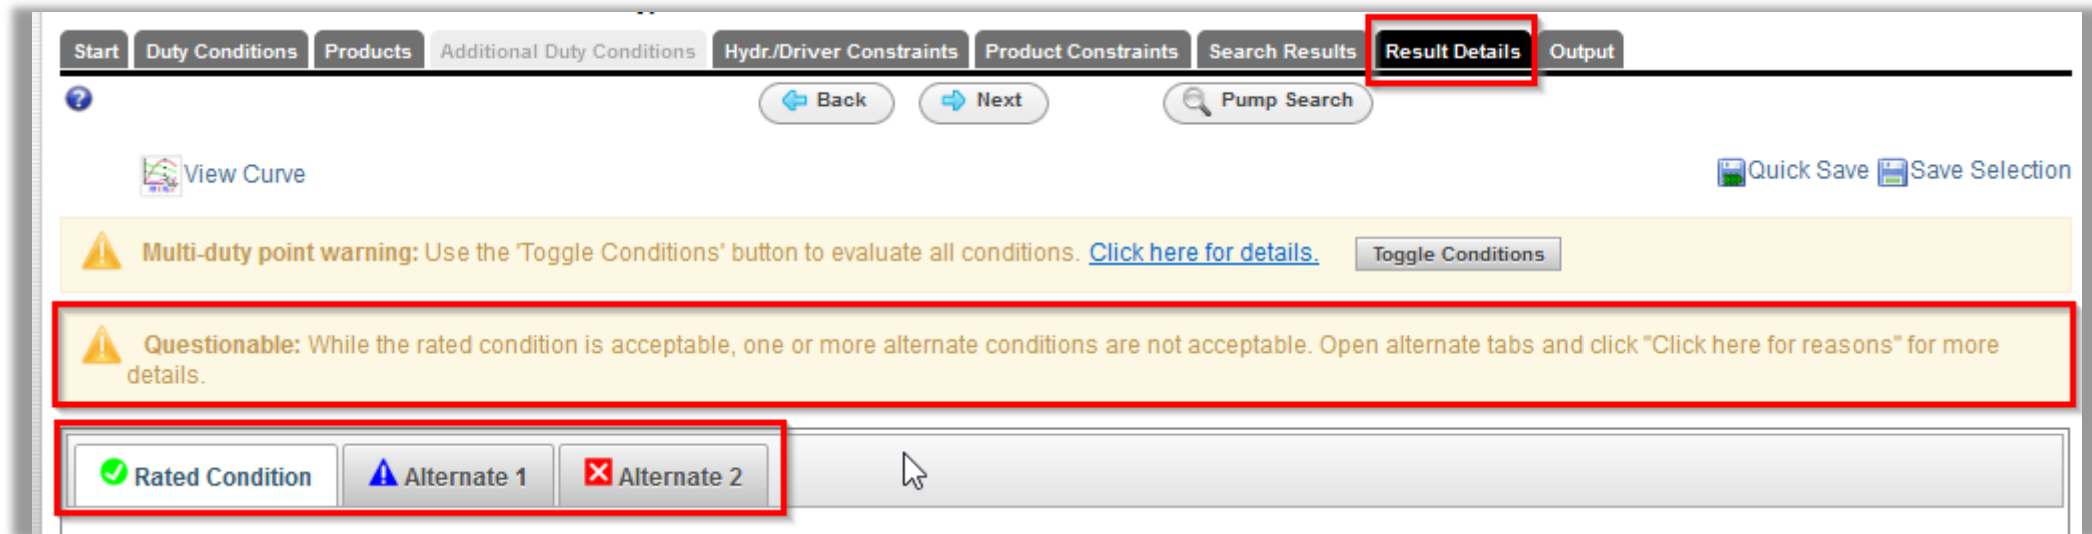 Start Duty Conditions Products Additional Duty Conditions Hydr./Driver Constraints Product Constraints Search Results Result Details Output
Back Next Pump Search
View Curve Quick Save Save Selection
Multi-duty point warning: Use the 'Toggle Conditions' button to evaluate all conditions. Click here for details. Toggle Conditions
Questionable: While the rated condition is acceptable, one or more alternate conditions are not acceptable. Open alternate tabs and click "Click here for reasons" for more
details.
Rated Condition Alternate 1 Alternate 2